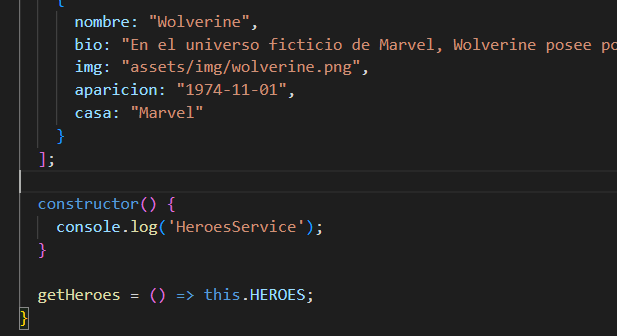 {
nombre: "Wolverine",
bio: "En el universo ficticio de Marvel, Wolverine posee po
img: "assets/img/wolverine.png",
aparicion: "1974-11-01",
casa: "Marvel"
}
];
constructor() {
console.log('HeroesService');
}
getHeroes = () => this.HEROES;
}